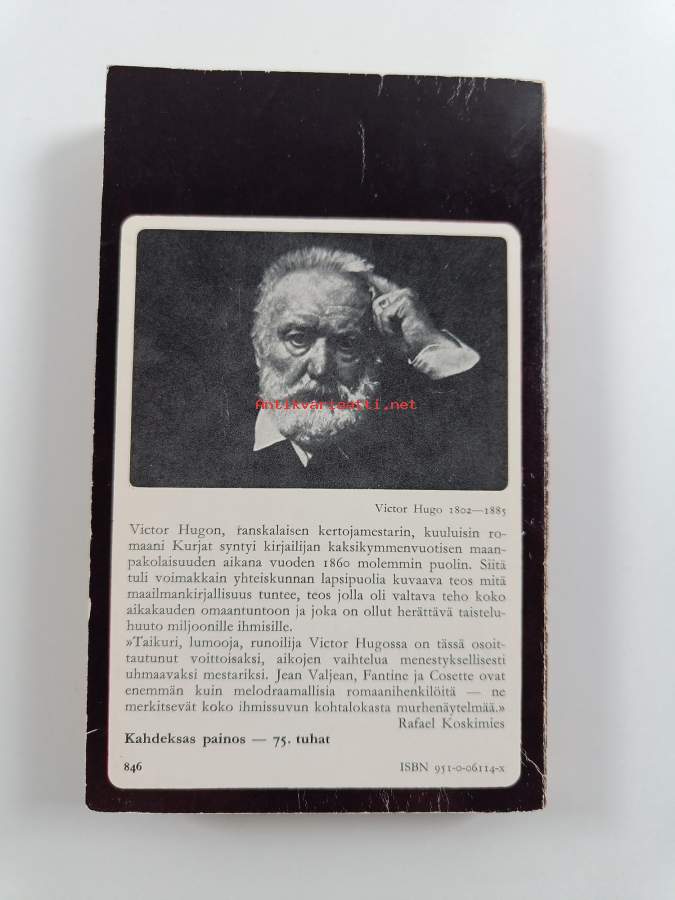 Antikvariaatti.net
Victor Hugo 1802—1885
Victor Hugon, ranskalaisen kertojamestarin, kuuluisin ro-
maani Kurjat syntyi kirjailijan kaksikymmenvuotisen maan-
pakolaisuuden aikana vuoden 1860 molemmin puolin. Siitä
tuli voimakkain yhteiskunnan lapsipuolia kuvaava teos mitä
maailmankirjallisuus tuntee, teos jolla oli valtava teho koko
aikakauden omaantuntoon ja joka on ollut herättävä taistelu-
huuto miljoonille ihmisille.
»Taikuri, lumooja, runoilija Victor Hugossa on tässä osoit-
tautunut voittoisaksi, aikojen vaihtelua menestyksellisesti
uhmaavaksi mestariksi. Jean Valjean, Fantine ja Cosette ovat
enemmän kuin melodraamallisia romaanihenkilöitä — ne
merkitsevät koko ihmissuvun kohtalokasta murhenäytelmää.»
Rafael Koskimies
Kahdeksas painos — 75. tuhat
846 ISBN 951-0-06114-x